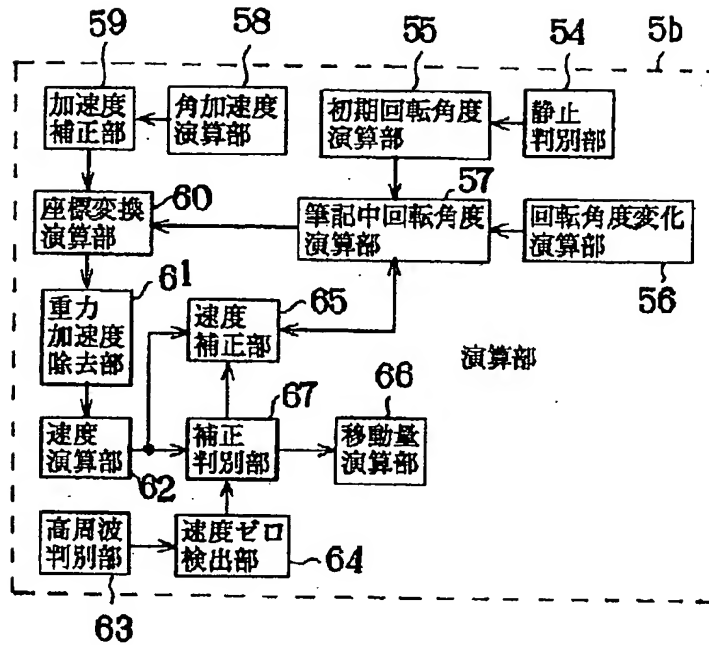 59
58
55
54
5b
加速度
補正部
角加速度
演算部
初期回転角度
演算部
静止
判別部
座標変換
演算部
60
57
筆記中回転角度
演算部
回転角度変化
演算部
56
61
重力
加速度
除去部
65
速度
補正部
演算部
速度
演算部
62
67
補正
判別部
66
移動量
演算部
高周波
判別部
63
速度ゼロ
検出部
64